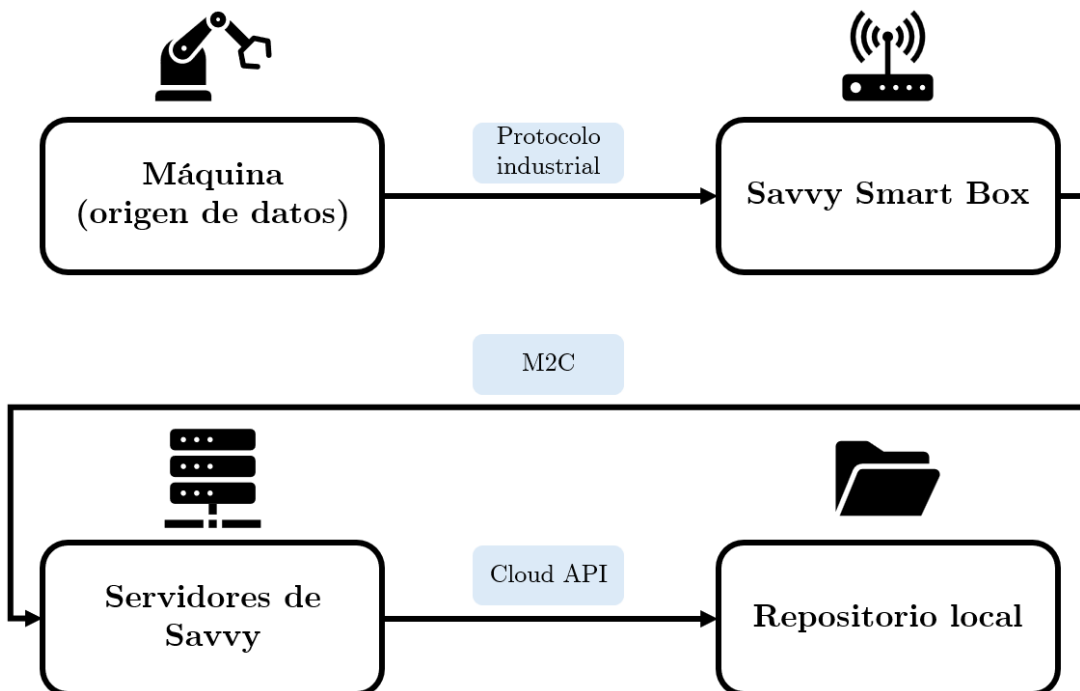 Máquina
(origen de datos)
Protocolo
industrial
Savvy Smart Box
M2C
Servidores de
Savvy
Cloud API
Repositorio local